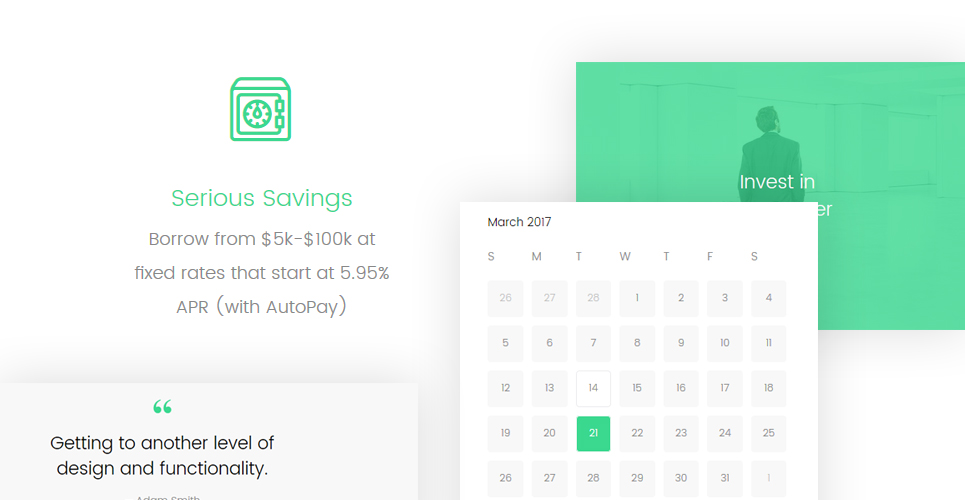 Serious Savings
Borrow from $5k-$100k at
fixed rates that start at 5.95%
APR (with AutoPay)
“
Getting to another level of
design and functionality.
Adam Smith
Invest in
er
March 2017
S M T W T F S
26 27 28 1 2 3 4
5 6 7 8 9 10 11
12 13 14 15 16 17 18
19 20 21 22 23 24 25
26 27 28 29 30 31 1